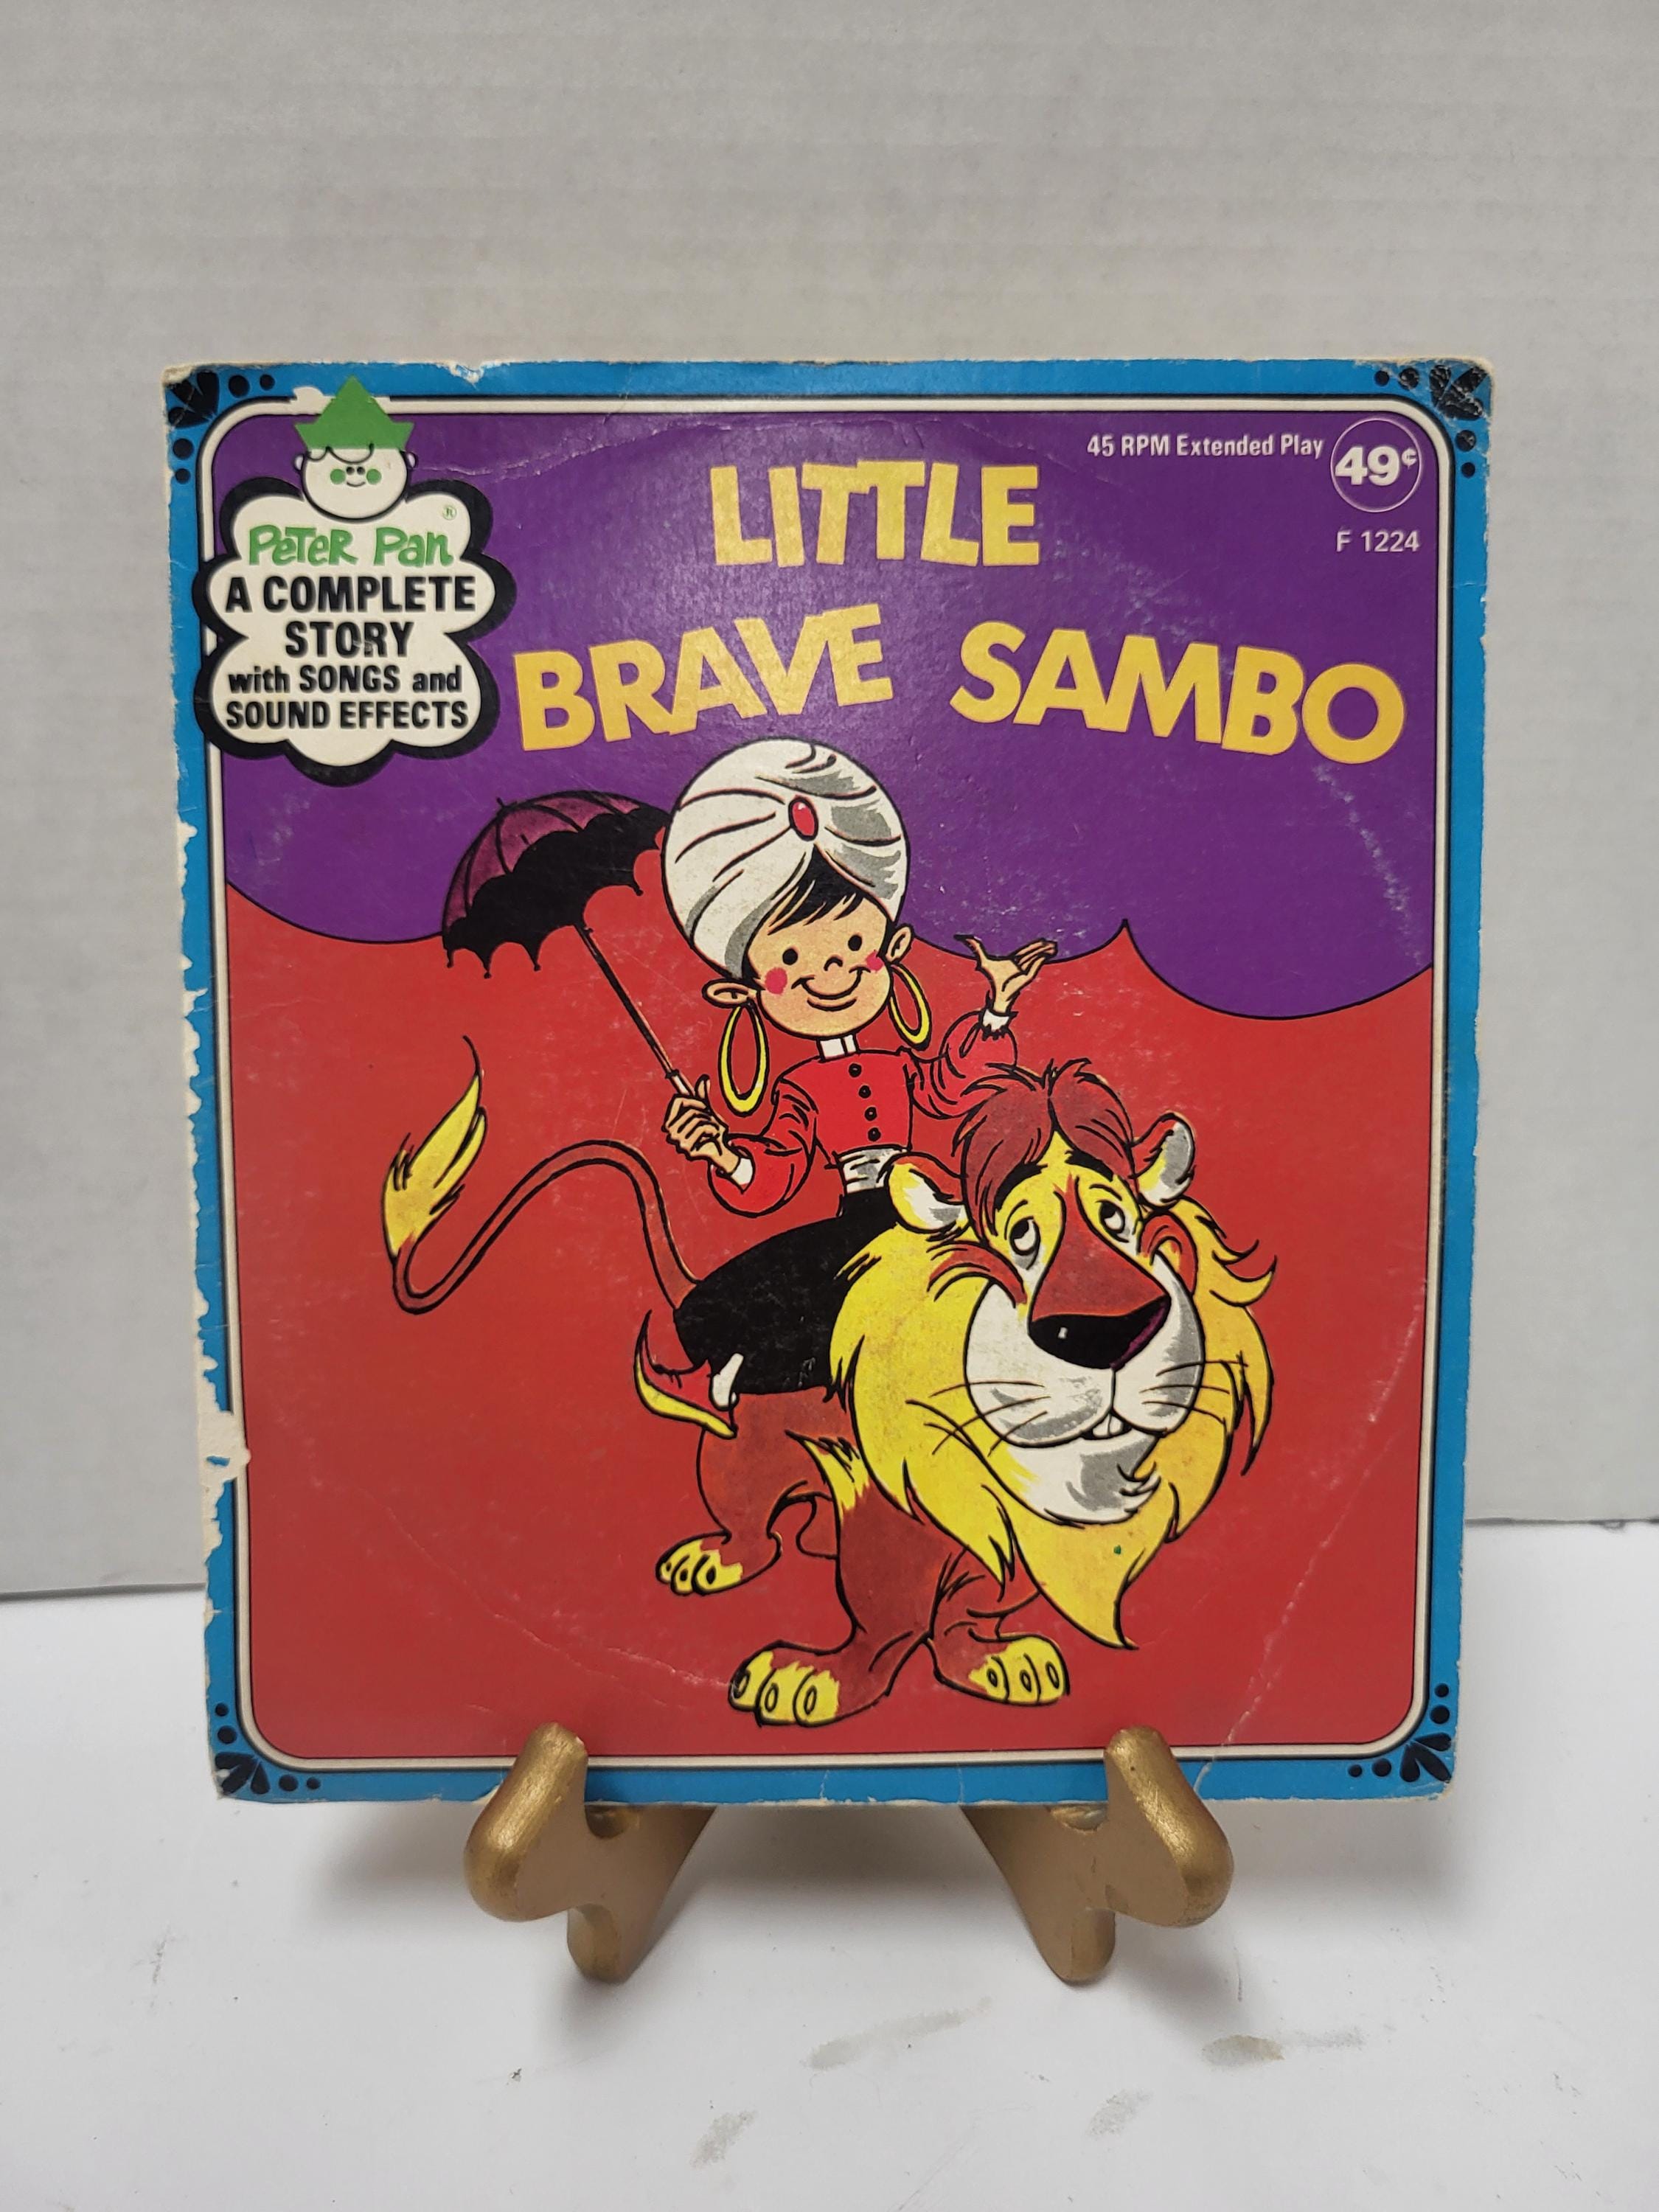 Peter Pan ®
A COMPLETE
STORY
with SONGS and
SOUND EFFECTS
45 RPM Extended Play
49¢
F 1224
LITTLE
BRAVE SAMBO